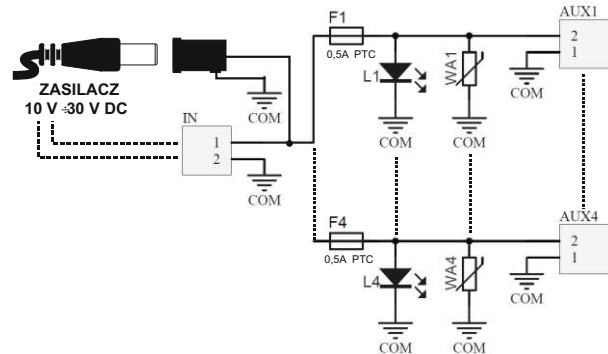 F1
0,5A PTC
AUX1
2
1
L1
WA1
COM
COM
COM
COM
ZASILACZ
10 V ÷30 V DC
IN
1
2
COM
F4
0,5A PTC
AUX4
2
1
L4
WA4
COM
COM
COM